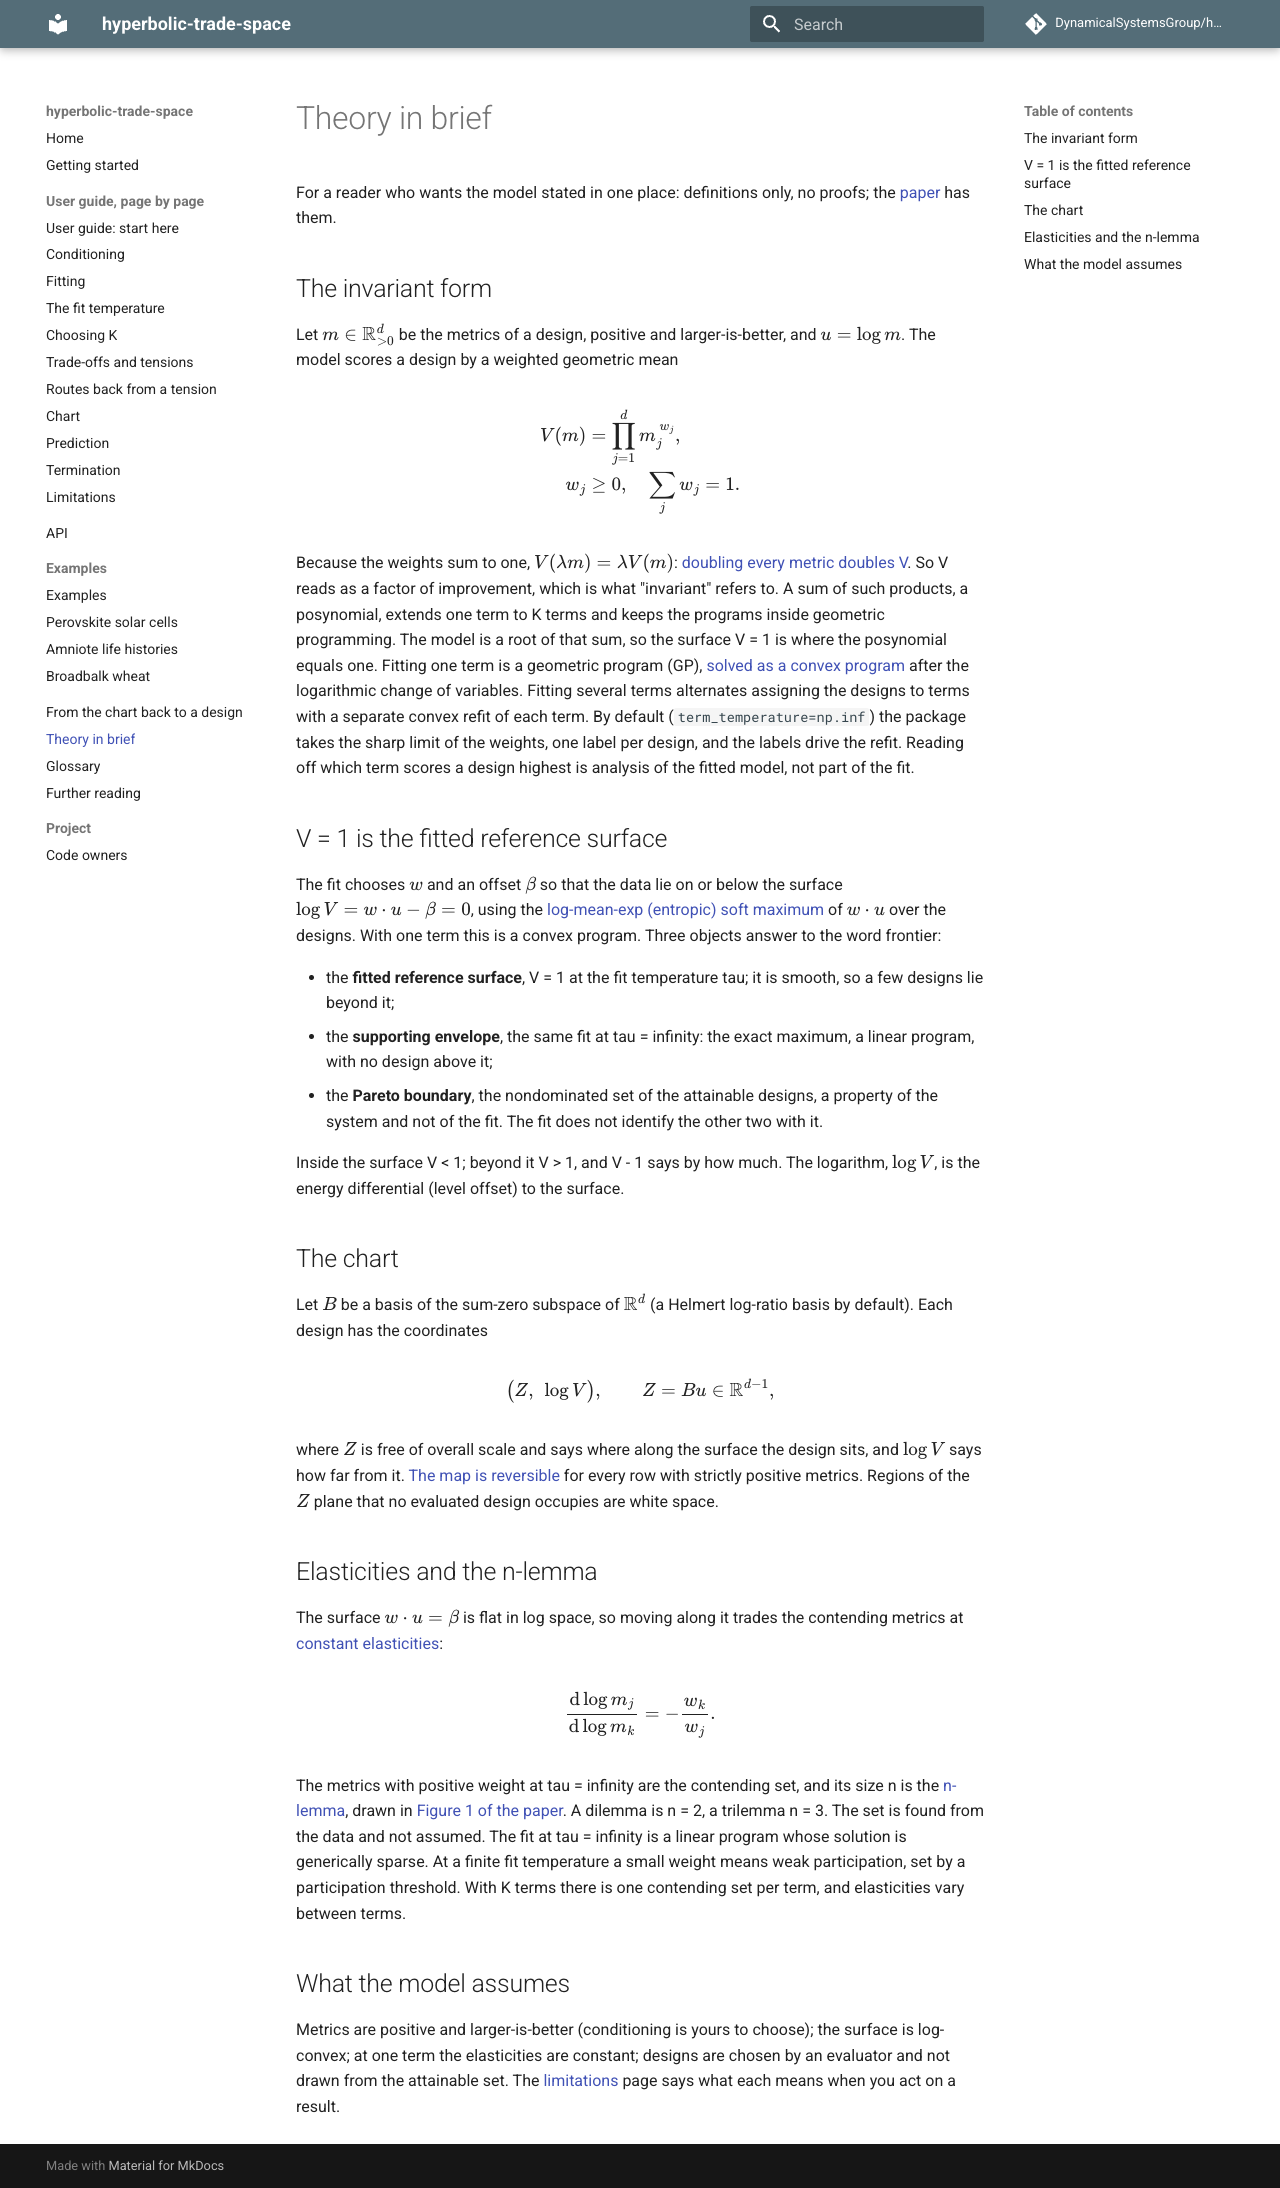 hyperbolic-trade-space
Search
DynamicalSystemsGroup/h...
hyperbolic-trade-space
Home
Getting started
User guide, page by page
User guide: start here
Conditioning
Fitting
The fit temperature
Choosing K
Trade-offs and tensions
Routes back from a tension
Chart
Prediction
Termination
Limitations
API
Examples
Examples
Perovskite solar cells
Amniote life histories
Broadbalk wheat
From the chart back to a design
Theory in brief
Glossary
Further reading
Project
Code owners
Theory in brief
For a reader who wants the model stated in one place: definitions only, no proofs; the paper has
them.
The invariant form
Let m ∈ ℝ^d_{>0} be the metrics of a design, positive and larger-is-better, and u = log m. The
model scores a design by a weighted geometric mean
V(m) = ∏_{j=1}^{d} m_j^{w_j},
w_j ≥ 0, ∑_j w_j = 1.
Because the weights sum to one, V(λm) = λV(m): doubling every metric doubles V. So V
reads as a factor of improvement, which is what "invariant" refers to. A sum of such products, a
posynomial, extends one term to K terms and keeps the programs inside geometric
programming. The model is a root of that sum, so the surface V = 1 is where the posynomial
equals one. Fitting one term is a geometric program (GP), solved as a convex program after the
logarithmic change of variables. Fitting several terms alternates assigning the designs to terms
with a separate convex refit of each term. By default (term_temperature=np.inf) the package
takes the sharp limit of the weights, one label per design, and the labels drive the refit. Reading
off which term scores a design highest is analysis of the fitted model, not part of the fit.
V = 1 is the fitted reference surface
The fit chooses w and an offset β so that the data lie on or below the surface
log V = w · u − β = 0, using the log-mean-exp (entropic) soft maximum of w · u over the
designs. With one term this is a convex program. Three objects answer to the word frontier:
• the fitted reference surface, V = 1 at the fit temperature tau; it is smooth, so a few designs lie
beyond it;
• the supporting envelope, the same fit at tau = infinity: the exact maximum, a linear program,
with no design above it;
• the Pareto boundary, the nondominated set of the attainable designs, a property of the
system and not of the fit. The fit does not identify the other two with it.
Inside the surface V < 1; beyond it V > 1, and V - 1 says by how much. The logarithm, log V, is the
energy differential (level offset) to the surface.
The chart
Let B be a basis of the sum-zero subspace of ℝ^d (a Helmert log-ratio basis by default). Each
design has the coordinates
(Z, log V), Z = Bu ∈ ℝ^{d−1},
where Z is free of overall scale and says where along the surface the design sits, and log V says
how far from it. The map is reversible for every row with strictly positive metrics. Regions of the
Z plane that no evaluated design occupies are white space.
Elasticities and the n-lemma
The surface w · u = β is flat in log space, so moving along it trades the contending metrics at
constant elasticities:
d log m_j / d log m_k = − w_k / w_j.
The metrics with positive weight at tau = infinity are the contending set, and its size n is the n-
lemma, drawn in Figure 1 of the paper. A dilemma is n = 2, a trilemma n = 3. The set is found from
the data and not assumed. The fit at tau = infinity is a linear program whose solution is
generically sparse. At a finite fit temperature a small weight means weak participation, set by a
participation threshold. With K terms there is one contending set per term, and elasticities vary
between terms.
What the model assumes
Metrics are positive and larger-is-better (conditioning is yours to choose); the surface is log-
convex; at one term the elasticities are constant; designs are chosen by an evaluator and not
drawn from the attainable set. The limitations page says what each means when you act on a
result.
Table of contents
The invariant form
V = 1 is the fitted reference
surface
The chart
Elasticities and the n-lemma
What the model assumes
Made with Material for MkDocs